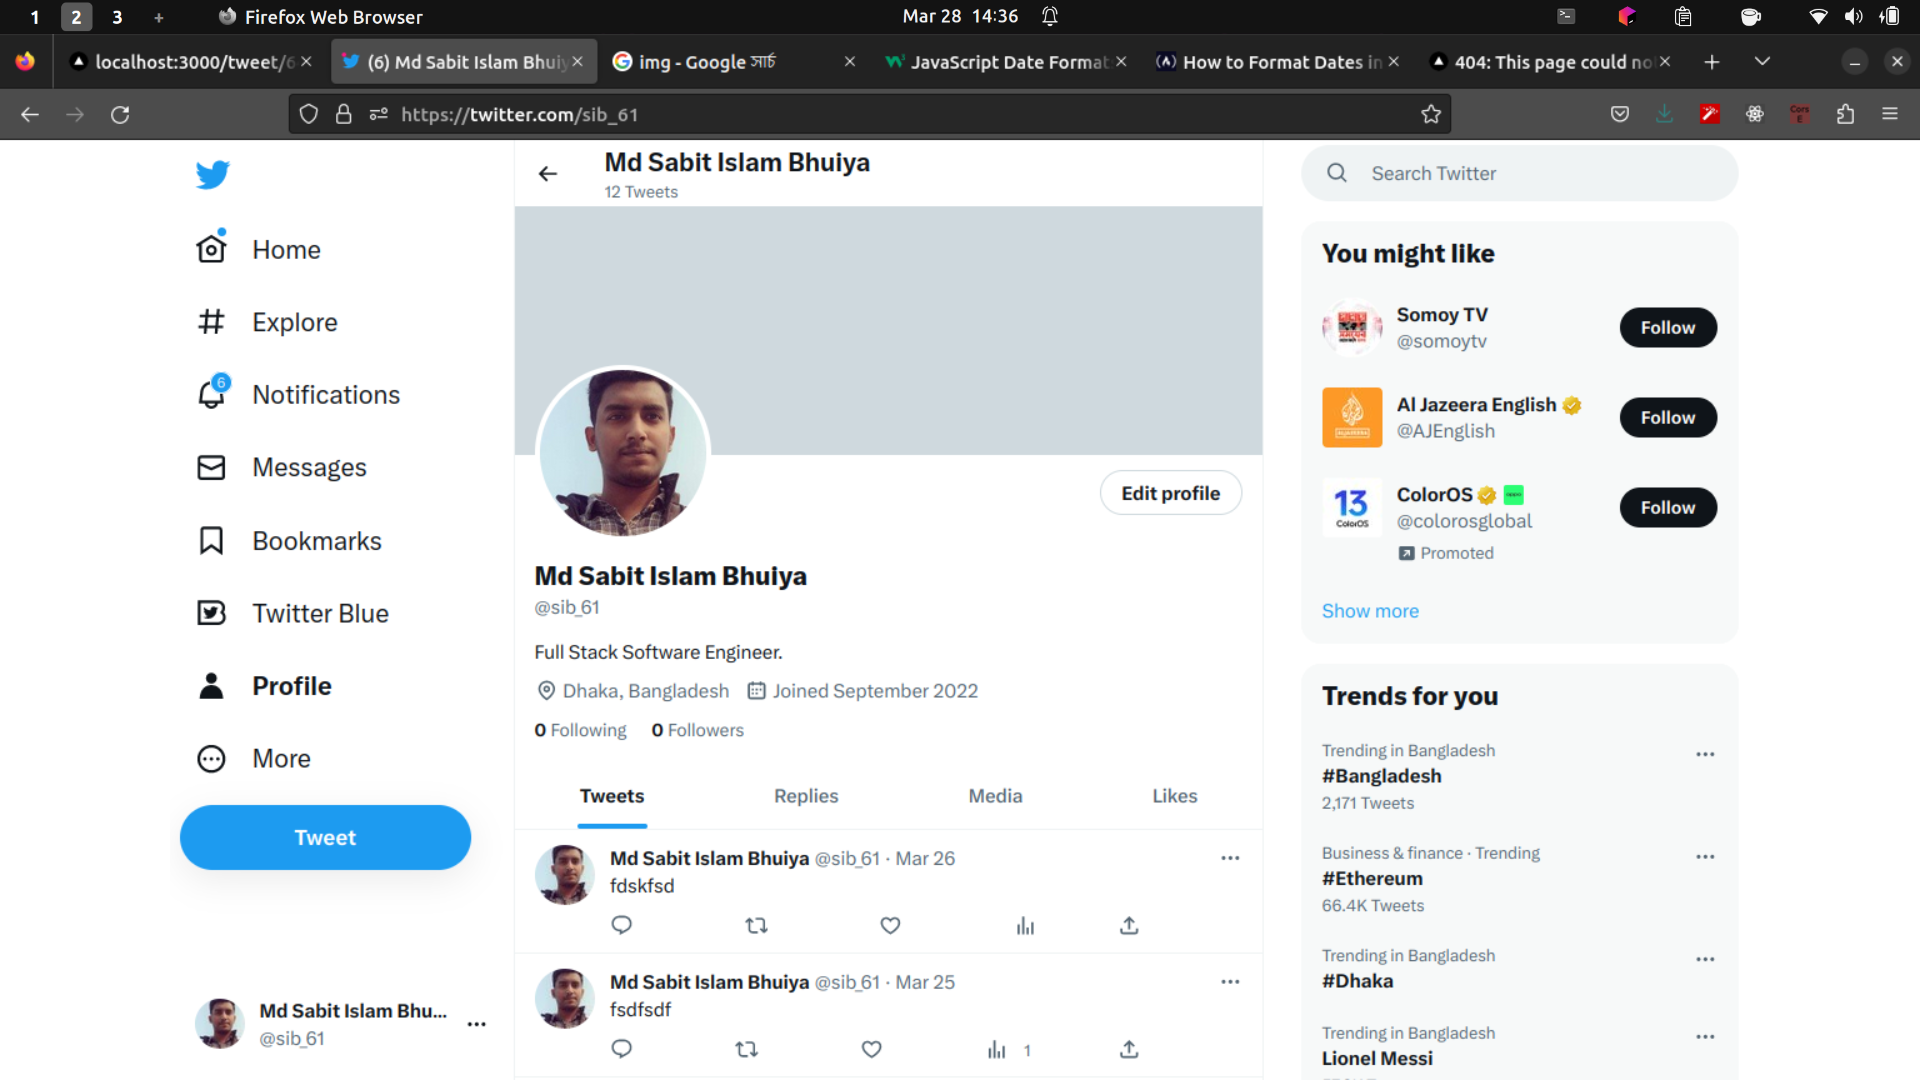 1 2 3 + Firefox Web Browser Mar 28 14:36
localhost:3000/tweet/6 (6) Md Sabit Islam Bhuiy img - Google সার্চ JavaScript Date Format How to Format Dates in 404: This page could no
https://twitter.com/sib_61
Md Sabit Islam Bhuiya
12 Tweets
Home
Explore
6
Notifications
Messages
Bookmarks
Twitter Blue
Profile
More
Tweet
Md Sabit Islam Bhu...
@sib_61
Edit profile
Md Sabit Islam Bhuiya
@sib_61
Full Stack Software Engineer.
Dhaka, Bangladesh Joined September 2022
0 Following 0 Followers
Tweets Replies Media Likes
Md Sabit Islam Bhuiya @sib_61 · Mar 26
fdskfsd
Md Sabit Islam Bhuiya @sib_61 · Mar 25
fsdfsdf
1
Search Twitter
You might like
Somoy TV
@somoytv
Follow
Al Jazeera English
@AJEnglish
Follow
ALJAZEERA
13
ColorOS
ColorOS
@colorosglobal
Promoted
Follow
Show more
Trends for you
Trending in Bangladesh
#Bangladesh
2,171 Tweets
Business & finance · Trending
#Ethereum
66.4K Tweets
Trending in Bangladesh
#Dhaka
Trending in Bangladesh
Lionel Messi